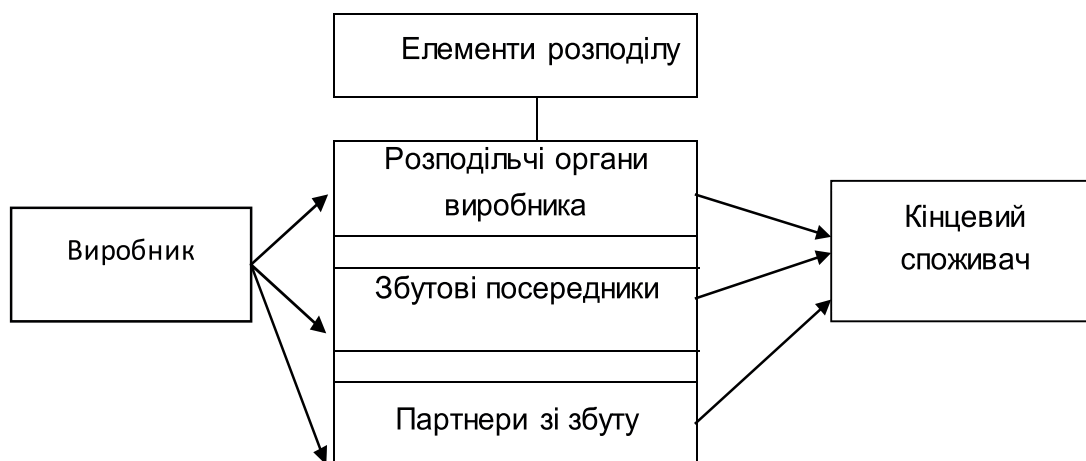 Елементи розподілу
Розподільчі органи
виробника
Виробник
Кінцевий
споживач
Збутові посередники
Партнери зі збуту